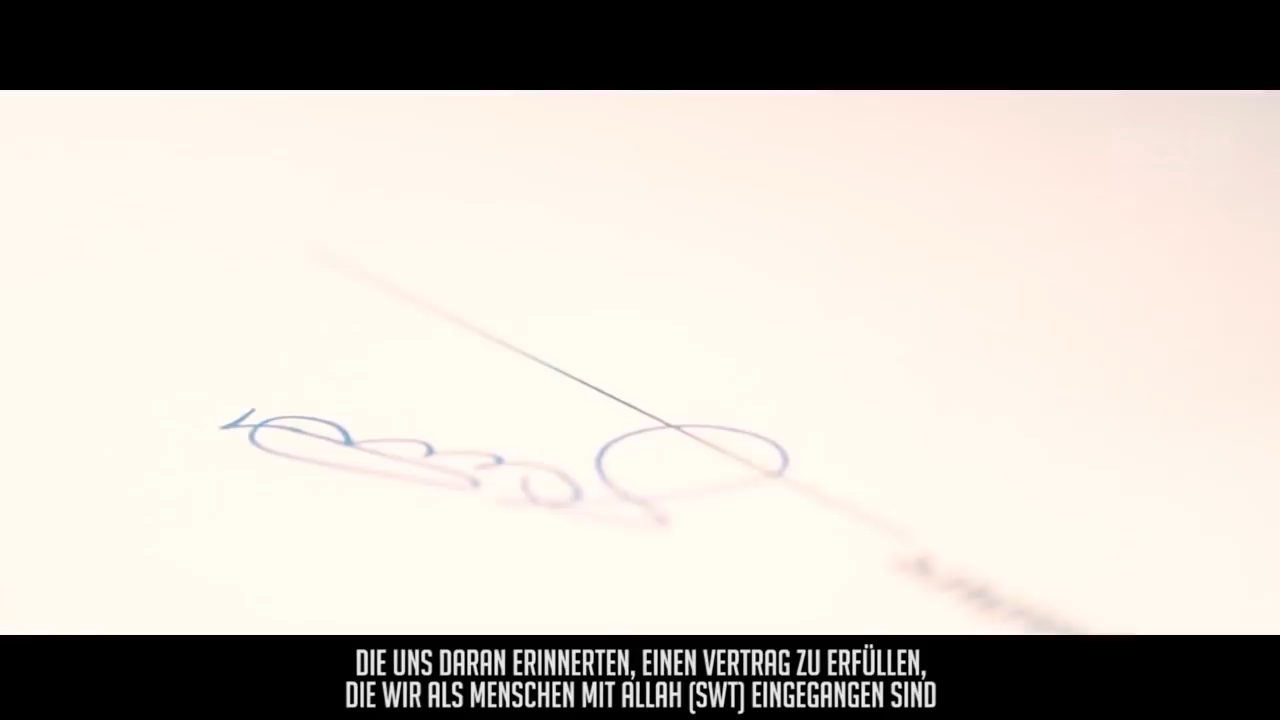 DIE UNS DARAN ERINNERTEN, EINEN VERTRAG ZU ERFÜLLEN,
DIE WIR ALS MENSCHEN MIT ALLAH (SWT) EINGEGANGEN SIND